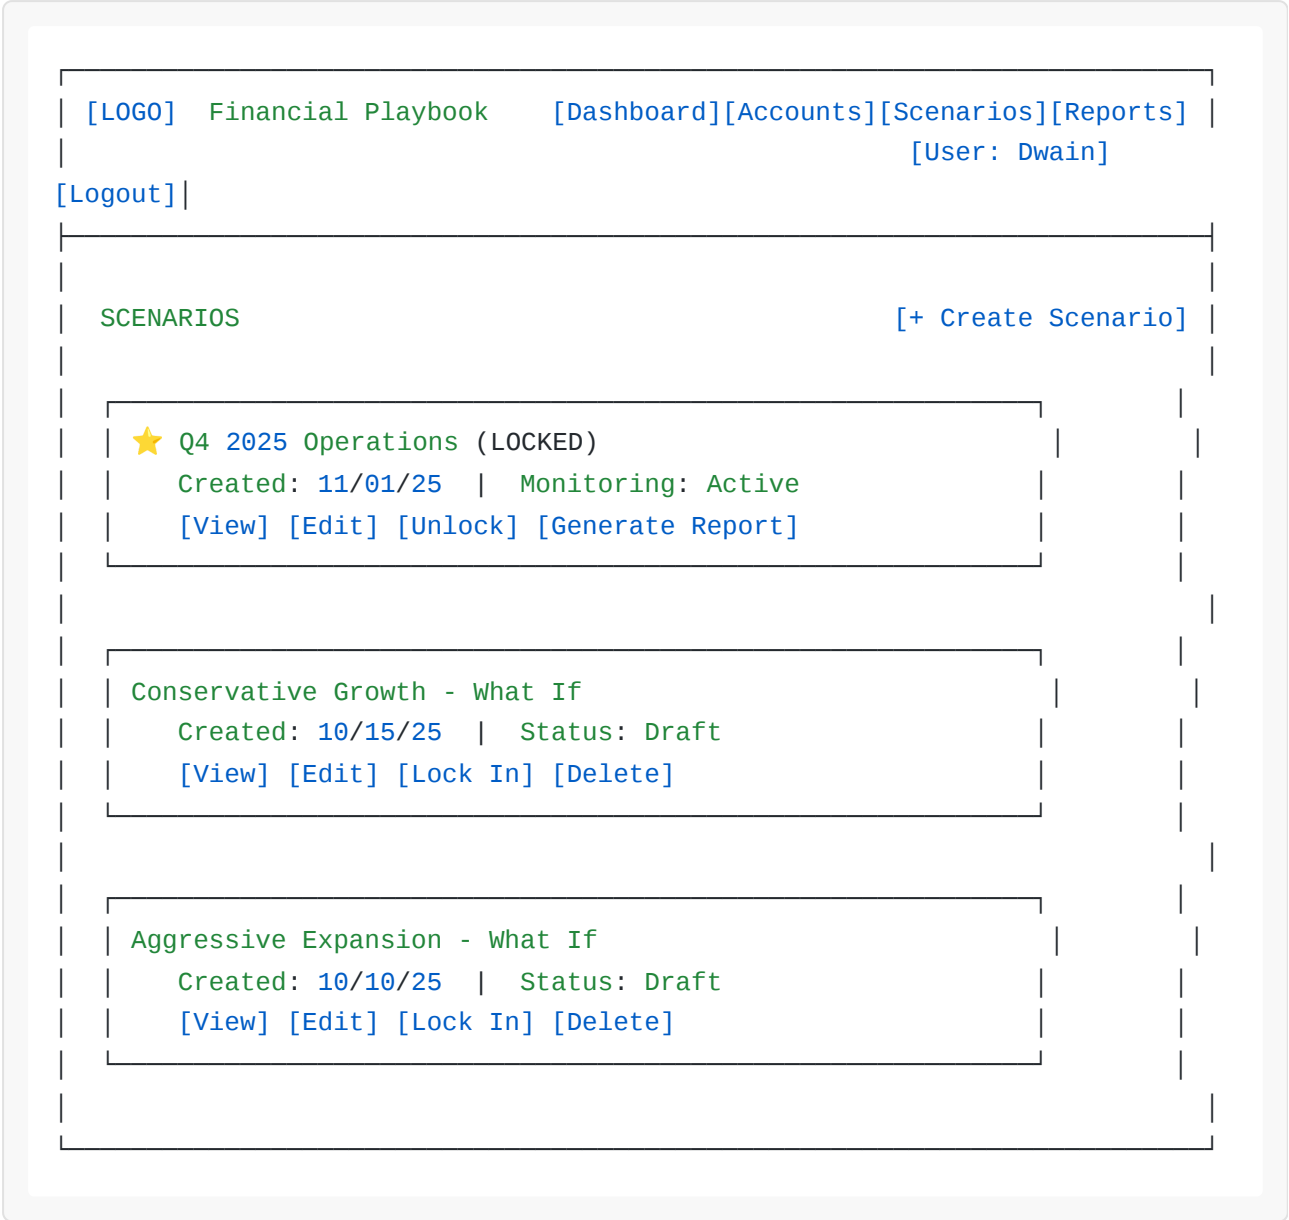 [LOGO]  Financial Playbook    [Dashboard][Accounts][Scenarios][Reports]
[User: Dwain]
[Logout]
SCENARIOS                                          [+ Create Scenario]
⭐ Q4 2025 Operations (LOCKED)
Created: 11/01/25  |  Monitoring: Active
[View] [Edit] [Unlock] [Generate Report]
Conservative Growth - What If
Created: 10/15/25  |  Status: Draft
[View] [Edit] [Lock In] [Delete]
Aggressive Expansion - What If
Created: 10/10/25  |  Status: Draft
[View] [Edit] [Lock In] [Delete]